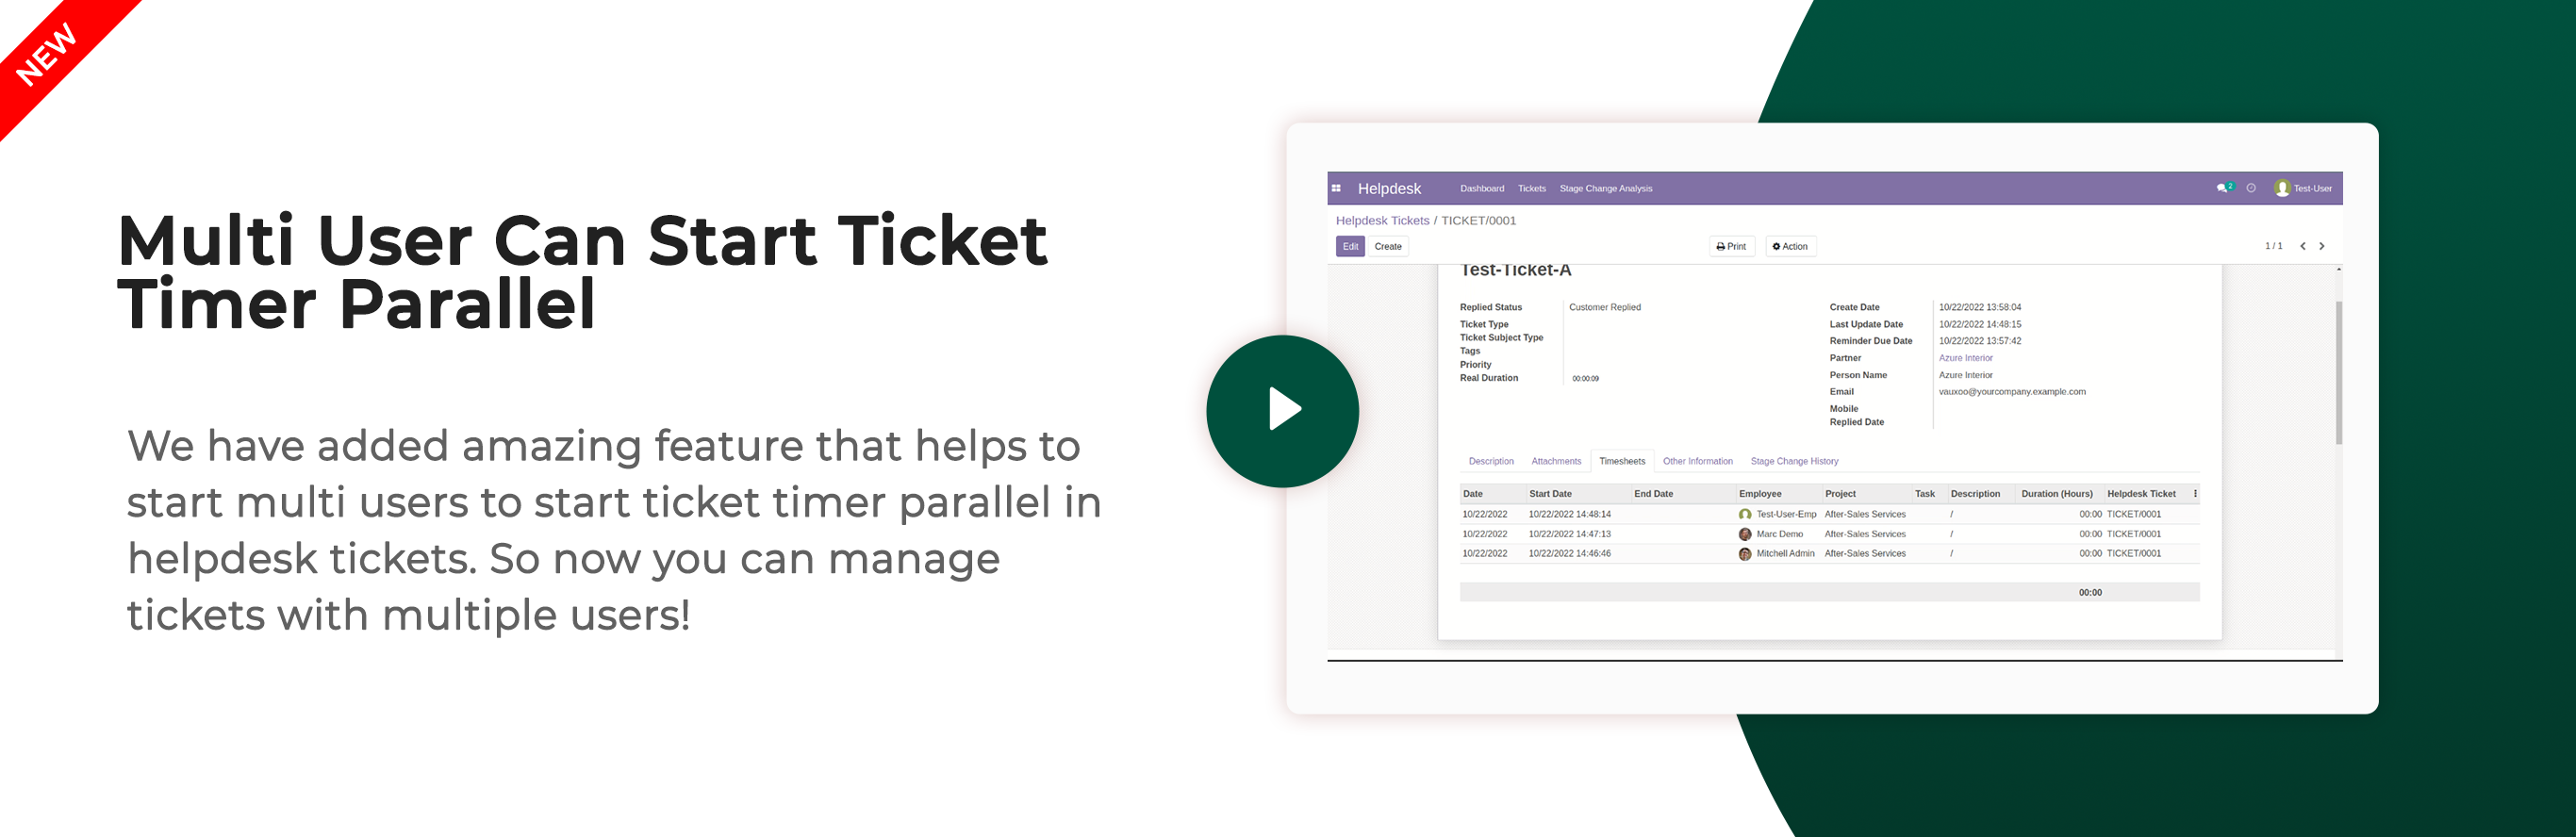 NEW
Multi User Can Start Ticket
Timer Parallel
We have added amazing feature that helps to
start multi users to start ticket timer parallel in
helpdesk tickets. So now you can manage
tickets with multiple users!
Helpdesk Dashboard Tickets Stage Change Analysis 2 Test-User
Helpdesk Tickets / TICKET/0001
Edit Create Print Action 1 / 1
Test-Ticket-A
Replied Status Customer Replied Create Date 10/22/2022 13:58:04
Ticket Type Last Update Date 10/22/2022 14:48:15
Ticket Subject Type Reminder Due Date 10/22/2022 13:57:42
Tags Partner Azure Interior
Priority Person Name Azure Interior
Real Duration 00:00:09 Email vauxoo@yourcompany.example.com
Mobile
Replied Date
Description Attachments Timesheets Other Information Stage Change History
Date Start Date End Date Employee Project Task Description Duration (Hours) Helpdesk Ticket
10/22/2022 10/22/2022 14:48:14 Test-User-Emp After-Sales Services / 00:00 TICKET/0001
10/22/2022 10/22/2022 14:47:13 Marc Demo After-Sales Services / 00:00 TICKET/0001
10/22/2022 10/22/2022 14:46:46 Mitchell Admin After-Sales Services / 00:00 TICKET/0001
00:00